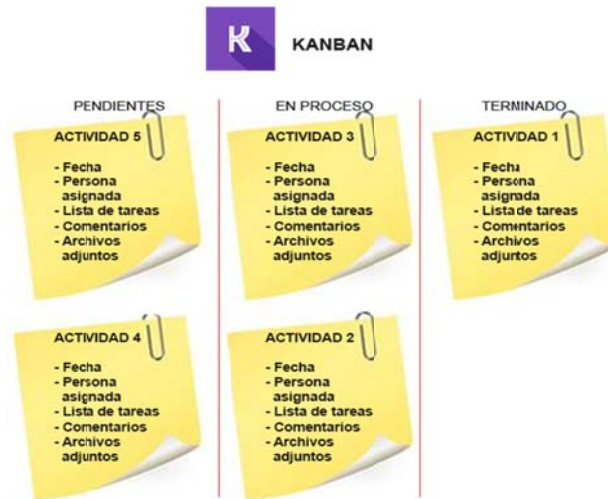 K KANBAN
PENDIENTES
EN PROCESO
TERMINADO
ACTIVIDAD 5
- Fecha
- Persona
asignada
- Lista de tareas
- Comentarios
- Archivos
adjuntos
ACTIVIDAD 3
- Fecha
- Persona
asignada
- Lista de tareas
- Comentarios
- Archivos
adjuntos
ACTIVIDAD 1
- Fecha
- Persona
asignada
- Lista de tareas
- Comentarios
- Archivos
adjuntos
ACTIVIDAD 4
- Fecha
- Persona
asignada
- Lista de tareas
- Comentarios
- Archivos
adjuntos
ACTIVIDAD 2
- Fecha
- Persona
asignada
- Lista de tareas
- Comentarios
- Archivos
adjuntos